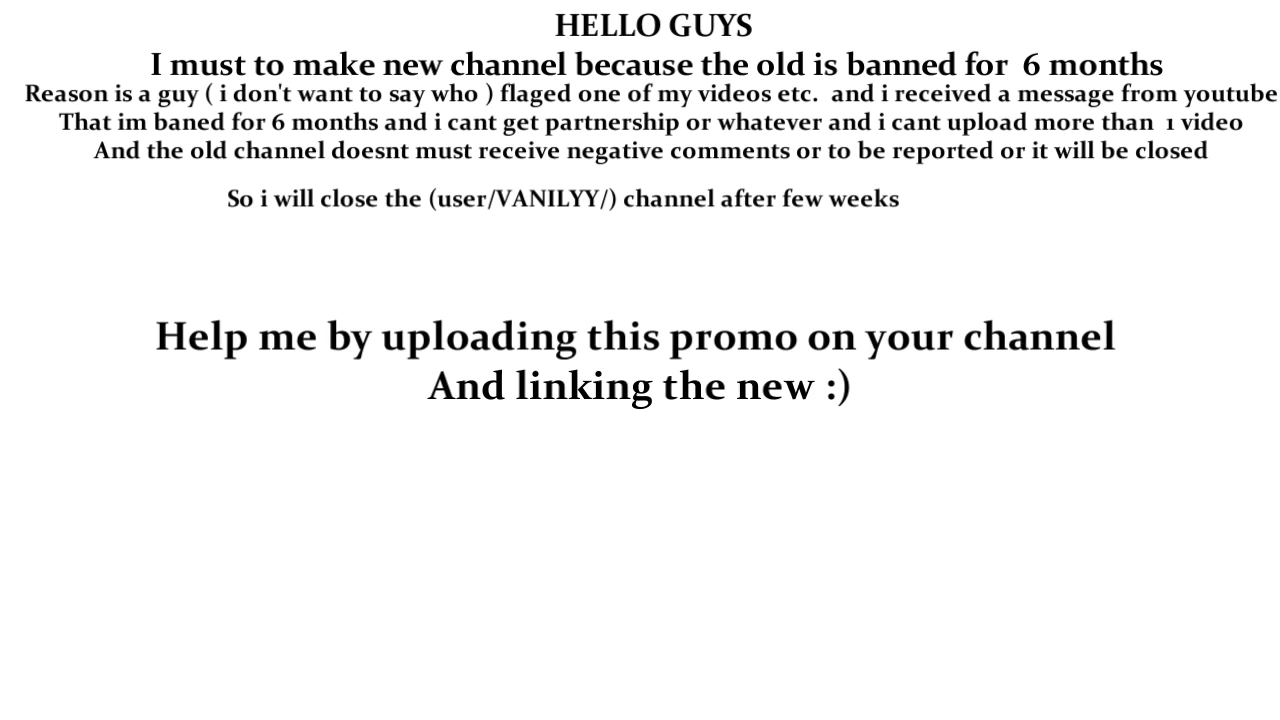 HELLO GUYS
I must to make new channel because the old is banned for 6 months
Reason is a guy ( i don't want to say who ) flaged one of my videos etc. and i received a message from youtube
That im baned for 6 months and i cant get partnership or whatever and i cant upload more than 1 video
And the old channel doesnt must receive negative comments or to be reported or it will be closed
So i will close the (user/VANILYY/) channel after few weeks
Help me by uploading this promo on your channel
And linking the new :)